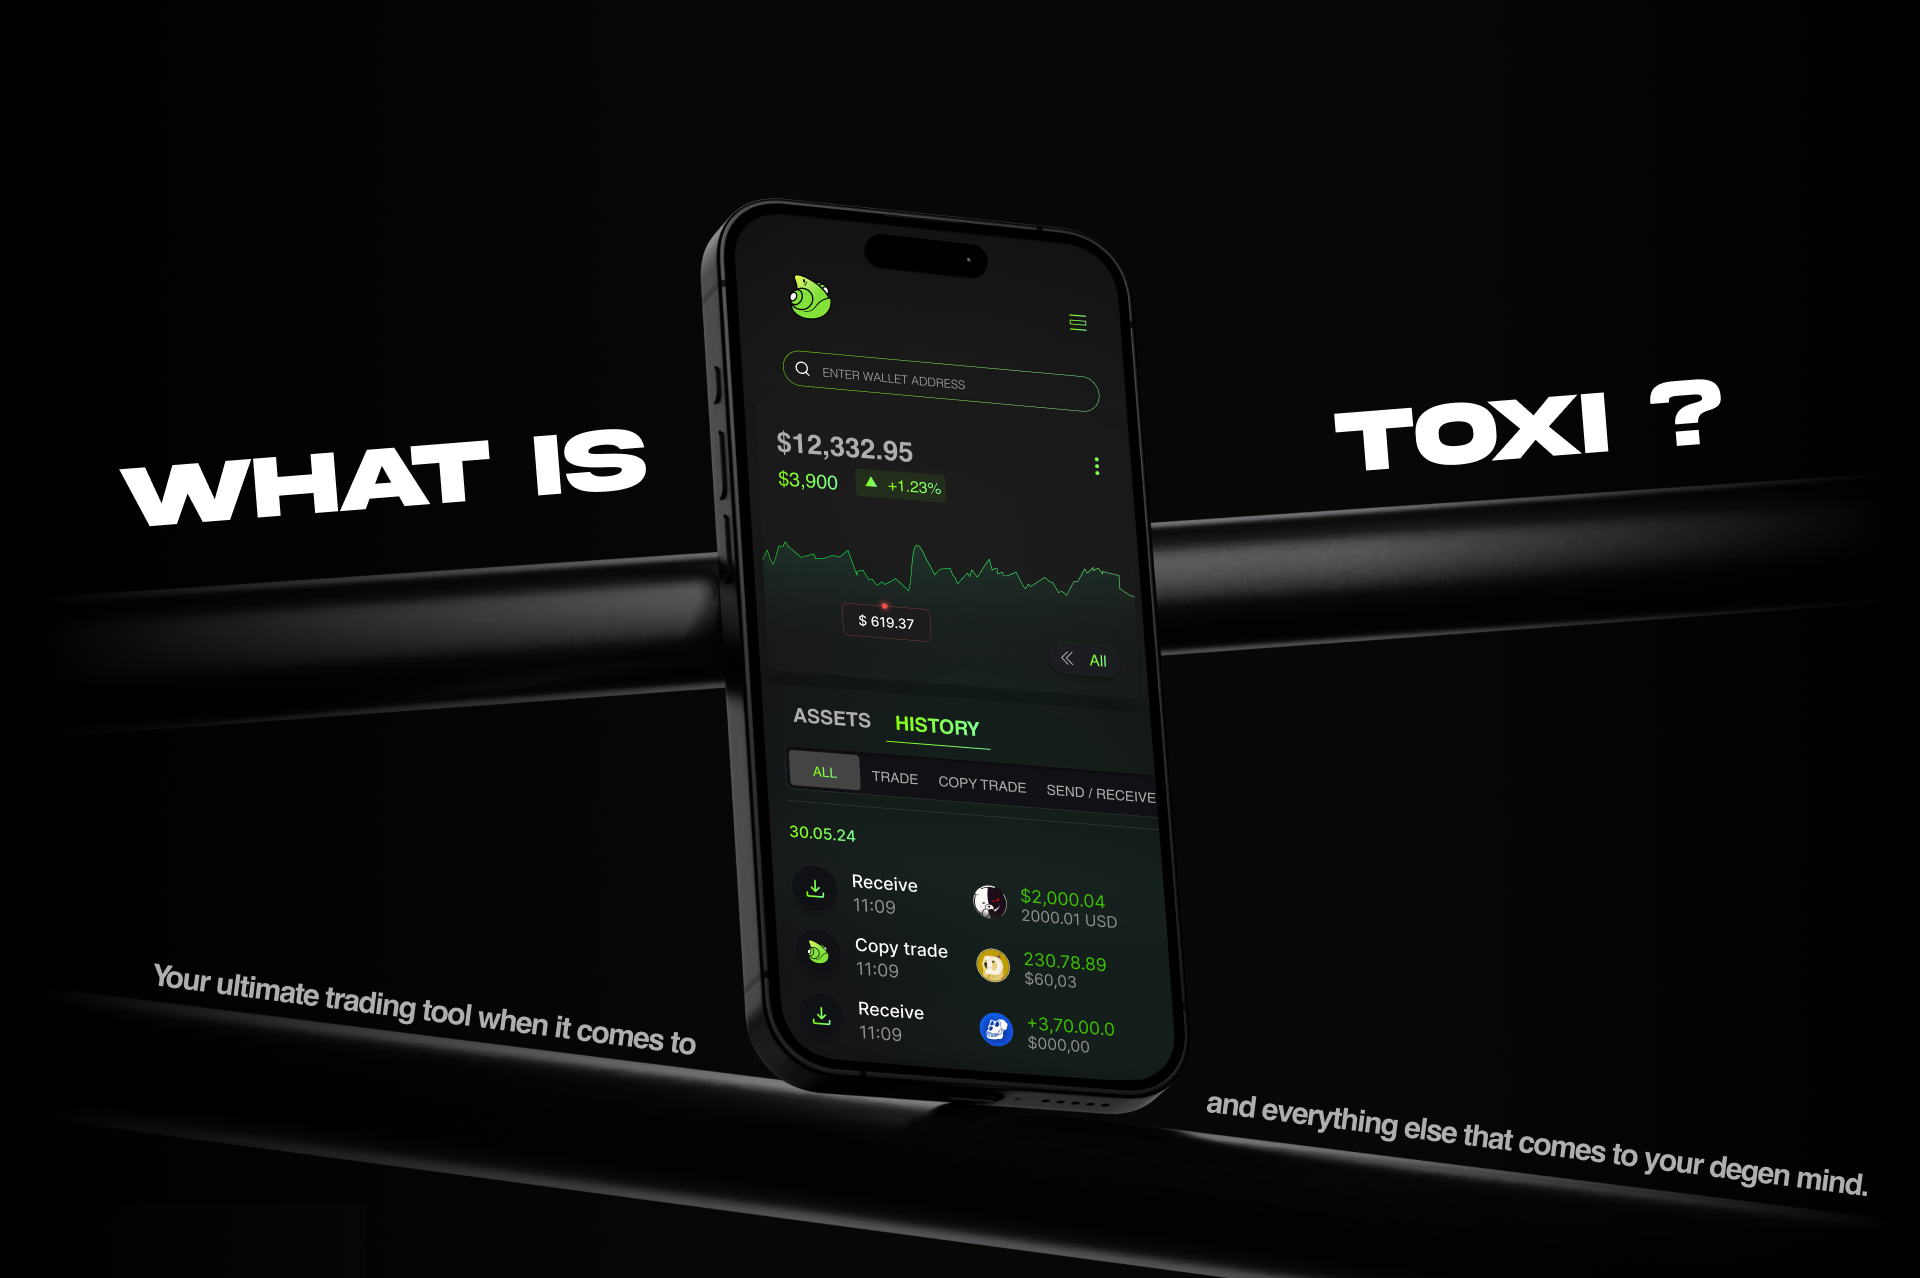 WHAT IS
TOXI ?
ENTER WALLET ADDRESS
$12,332.95
$3,900
+1.23%
$ 619.37
All
ASSETS
HISTORY
ALL
TRADE
COPY TRADE
SEND / RECEIVE
30.05.24
Receive
11:09
$2,000.04
2000.01 USD
Copy trade
11:09
230.78.89
$60,03
Receive
11:09
+3,70.00.0
$000,00
Your ultimate trading tool when it comes to
and everything else that comes to your degen mind.